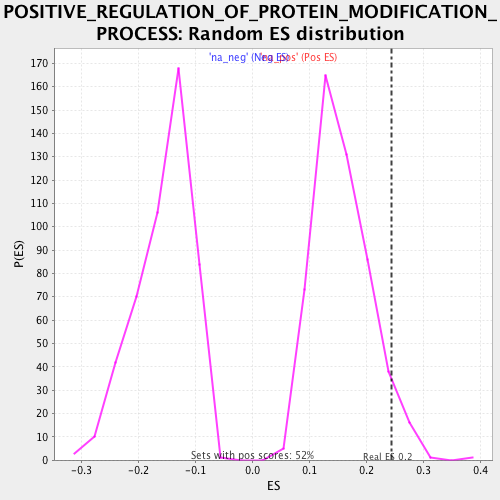 POSITIVE_REGULATION_OF_PROTEIN_MODIFICATION_
PROCESS: Random ES distribution
'na_neg' (Neg ES)
'na_pos' (Pos ES)
170
160
150
140
130
120
110
100
90
80
70
60
50
40
30
20
10
0
P(ES)
Sets with pos scores: 52%
Real ES 0.2
-0.3 -0.2 -0.1 0.0 0.1 0.2 0.3 0.4
ES